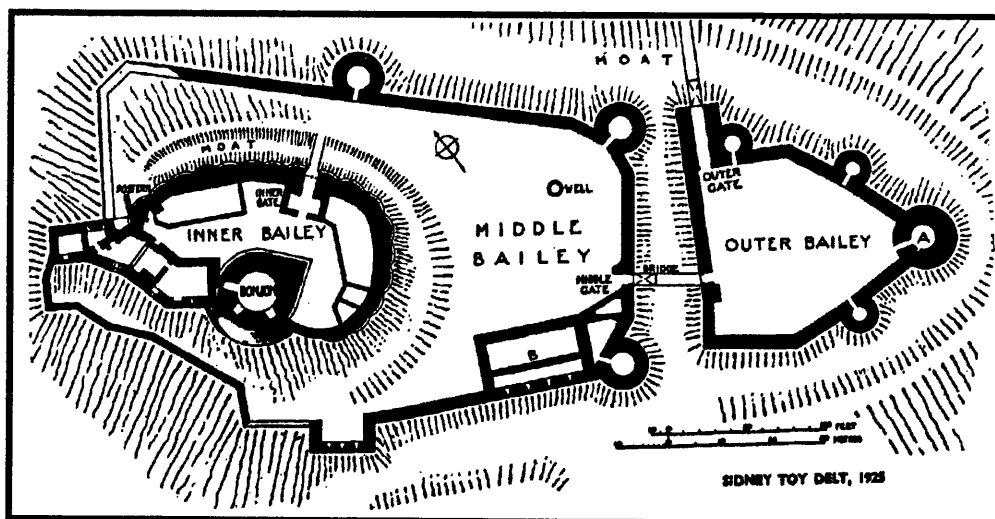 MOAT
MOAT
POSTERN
INNER
GATE
INNER BAILEY
DONJON
WELL
MIDDLE
BAILEY
MIDDLE
GATE
BRIDGE
OUTER
GATE
OUTER BAILEY
A
B
FEET
METRES
SIDNEY TOY DELT, 1925